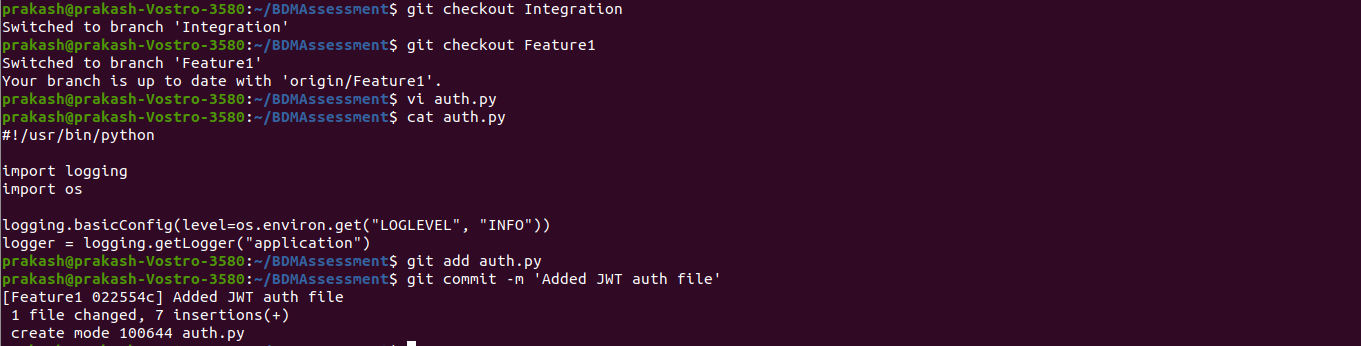 prakash@prakash-Vostro-3580:~/BDMAssessment$ git checkout Integration
Switched to branch 'Integration'
prakash@prakash-Vostro-3580:~/BDMAssessment$ git checkout Feature1
Switched to branch 'Feature1'
Your branch is up to date with 'origin/Feature1'.
prakash@prakash-Vostro-3580:~/BDMAssessment$ vi auth.py
prakash@prakash-Vostro-3580:~/BDMAssessment$ cat auth.py
#!/usr/bin/python

import logging
import os

logging.basicConfig(level=os.environ.get("LOGLEVEL", "INFO"))
logger = logging.getLogger("application")
prakash@prakash-Vostro-3580:~/BDMAssessment$ git add auth.py
prakash@prakash-Vostro-3580:~/BDMAssessment$ git commit -m 'Added JWT auth file'
[Feature1 022554c] Added JWT auth file
 1 file changed, 7 insertions(+)
 create mode 100644 auth.py